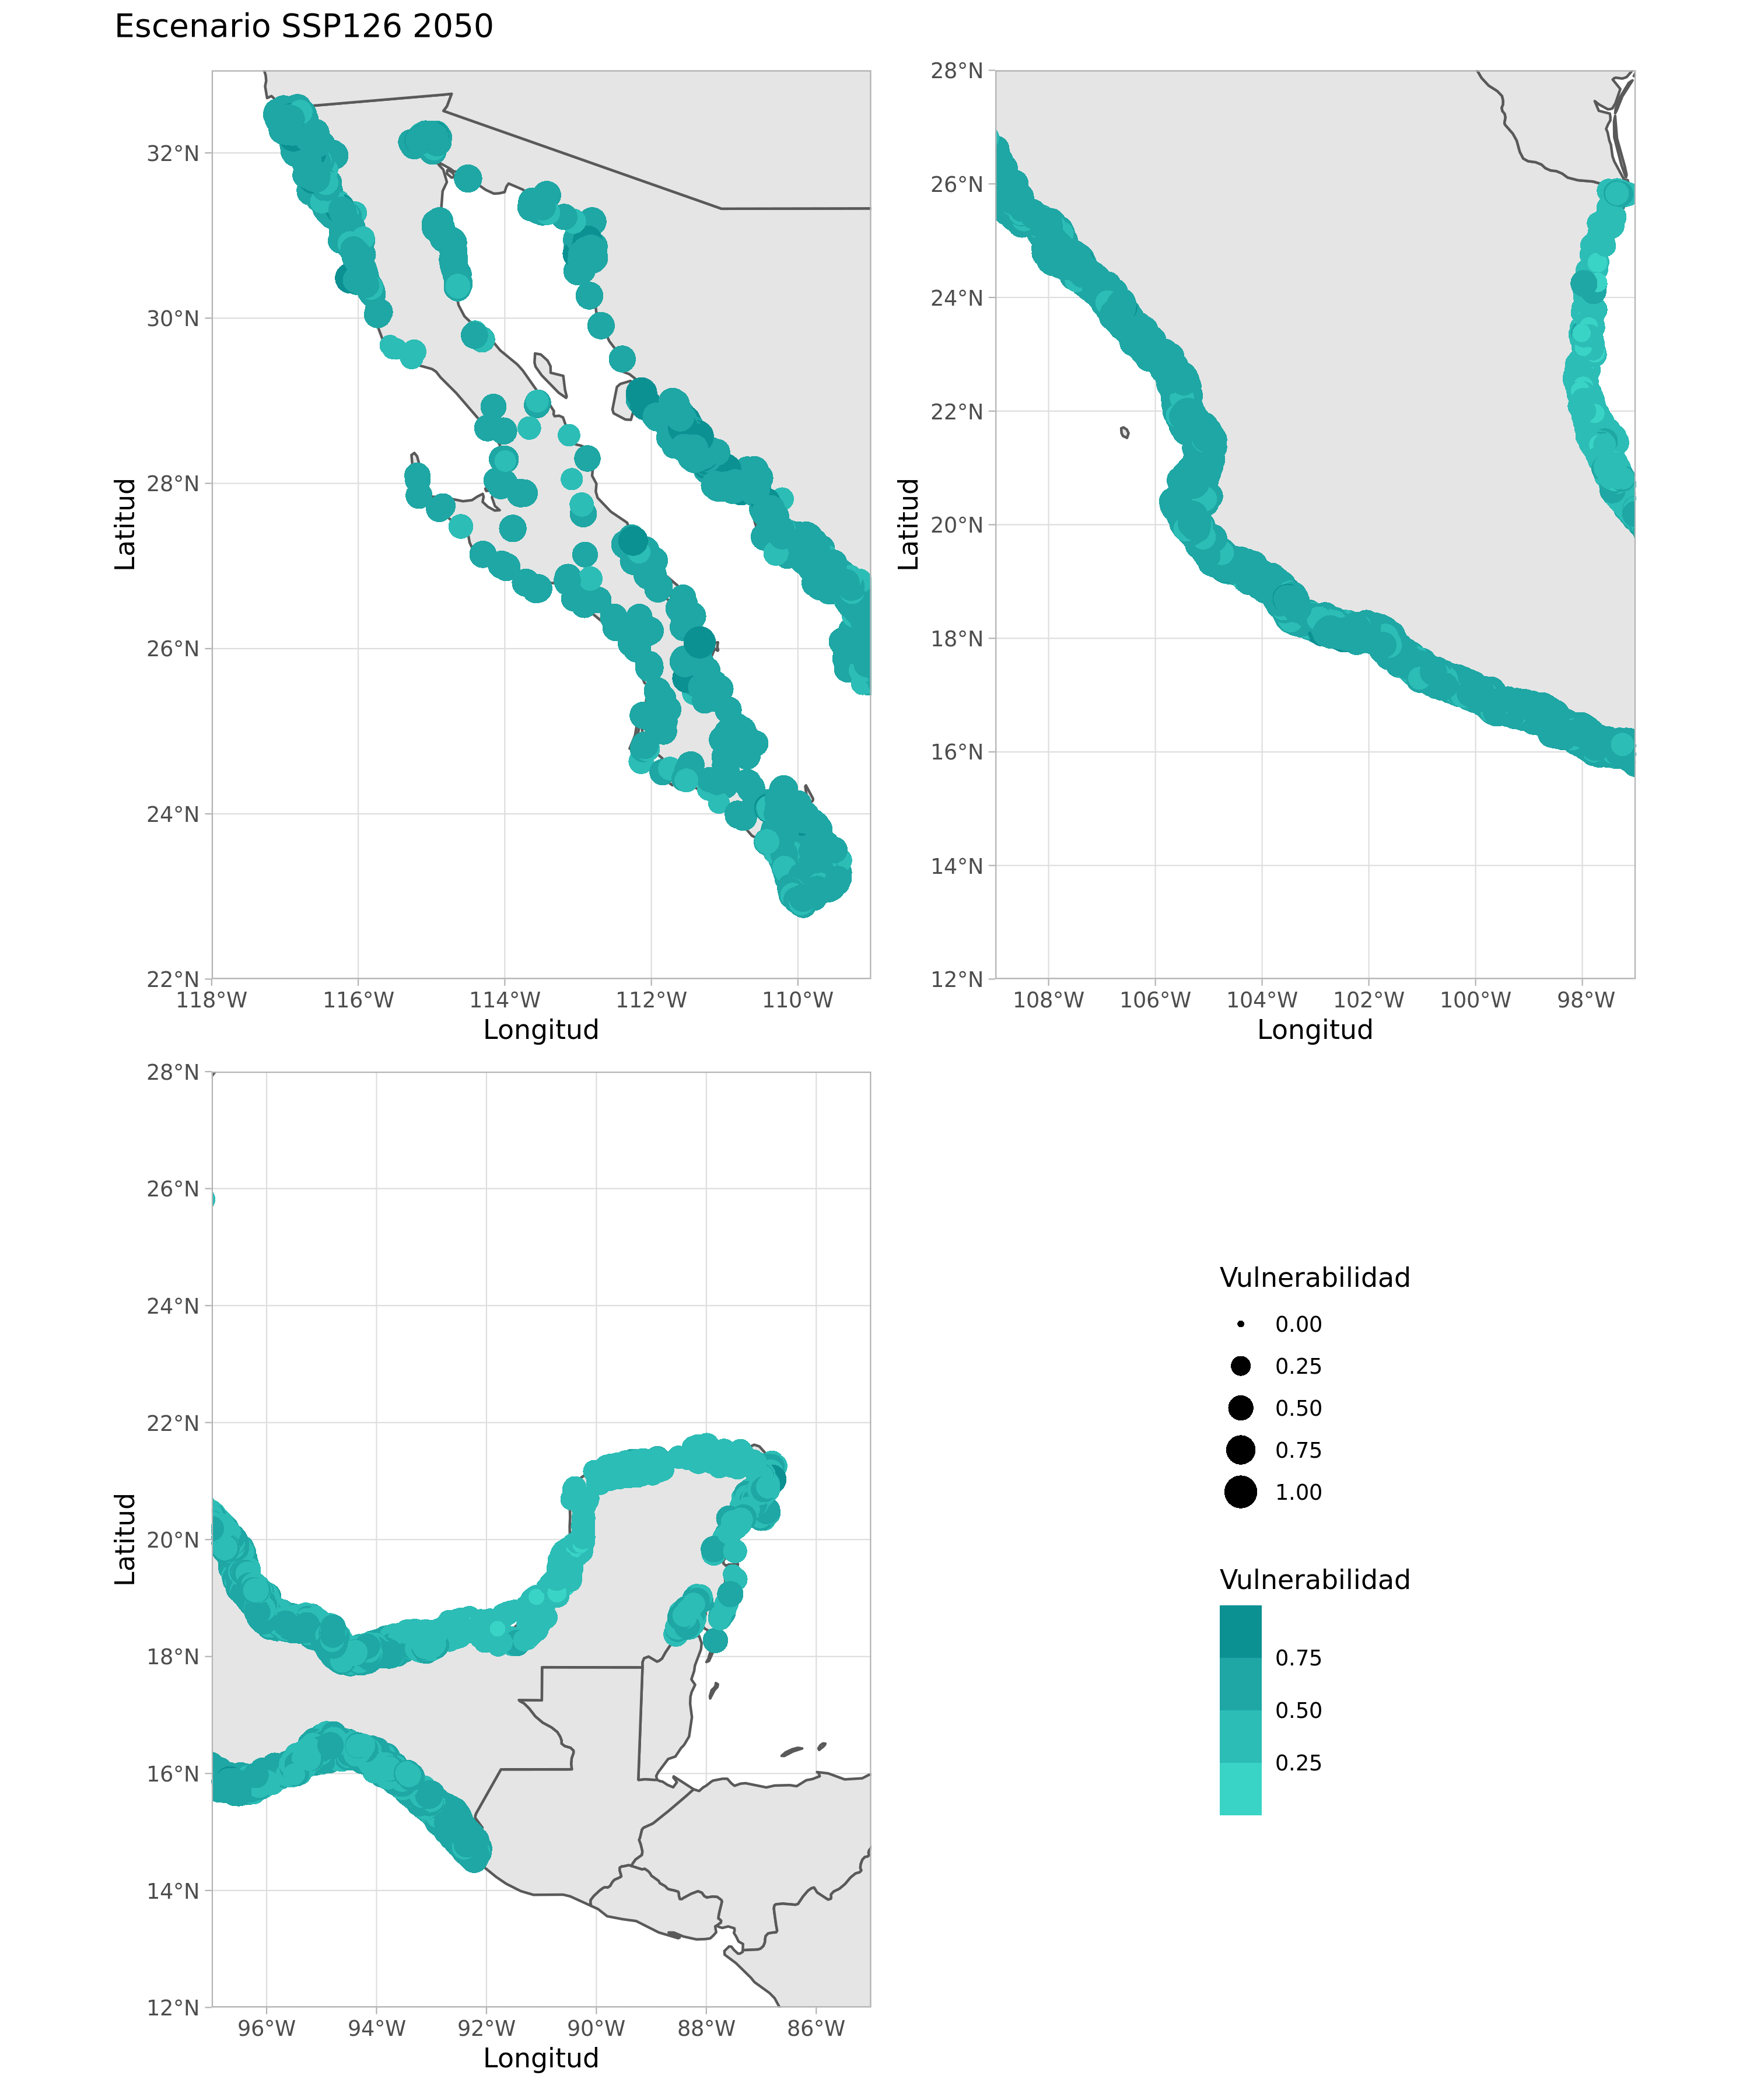 Escenario SSP126 2050
32°N
30°N
28°N
26°N
24°N
22°N
Latitud
118°W 116°W 114°W 112°W 110°W
Longitud
28°N
26°N
24°N
22°N
20°N
18°N
16°N
14°N
12°N
Latitud
108°W 106°W 104°W 102°W 100°W 98°W
Longitud
28°N
26°N
24°N
22°N
20°N
18°N
16°N
14°N
12°N
Latitud
96°W 94°W 92°W 90°W 88°W 86°W
Longitud
Vulnerabilidad
0.00
0.25
0.50
0.75
1.00
Vulnerabilidad
0.75
0.50
0.25